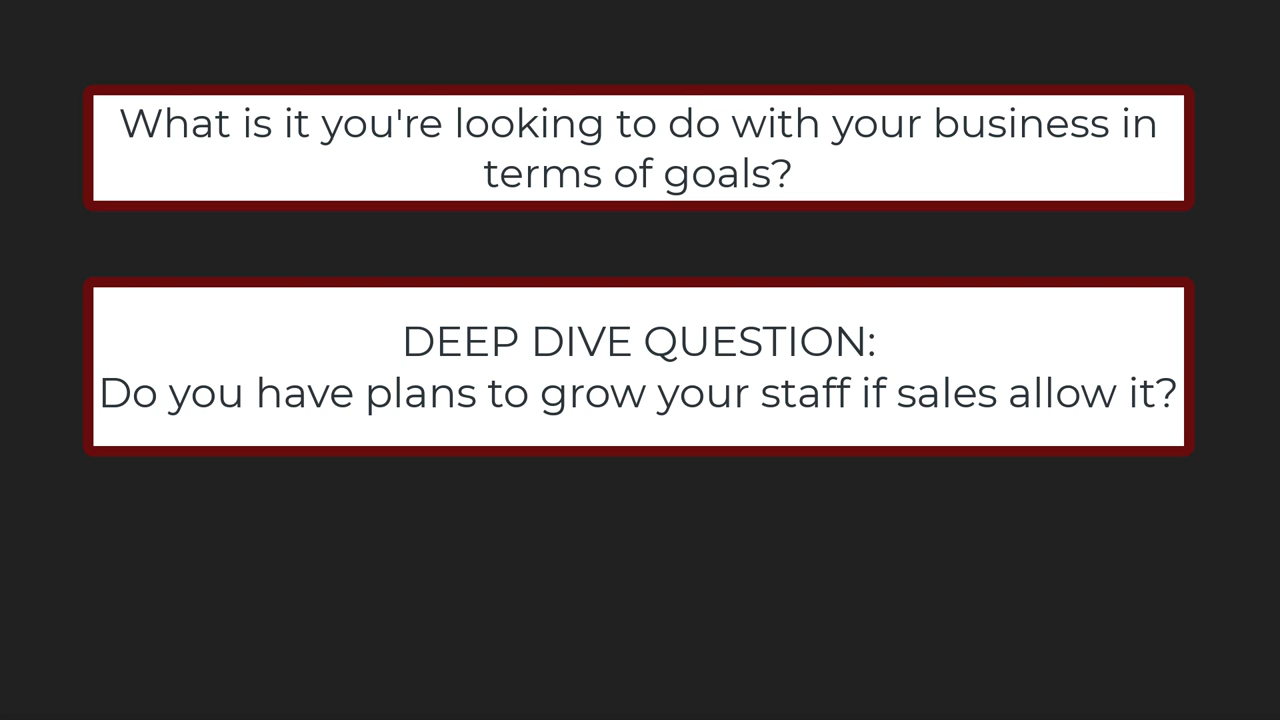 What is it you're looking to do with your business in
terms of goals?
DEEP DIVE QUESTION:
Do you have plans to grow your staff if sales allow it?